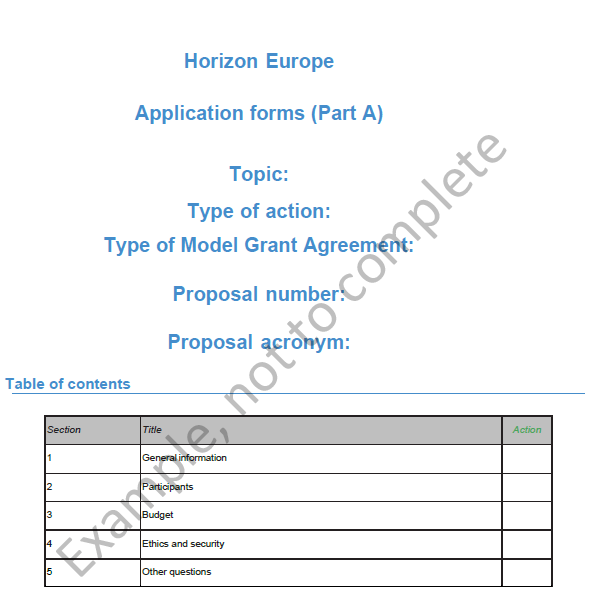 Horizon Europe
Application forms (Part A)
Topic:
Type of action:
Type of Model Grant Agreement:
Proposal number:
Proposal acronym:
Example, not to complete
Table of contents
Section Title Action
1 General information
2 Participants
3 Budget
4 Ethics and security
5 Other questions